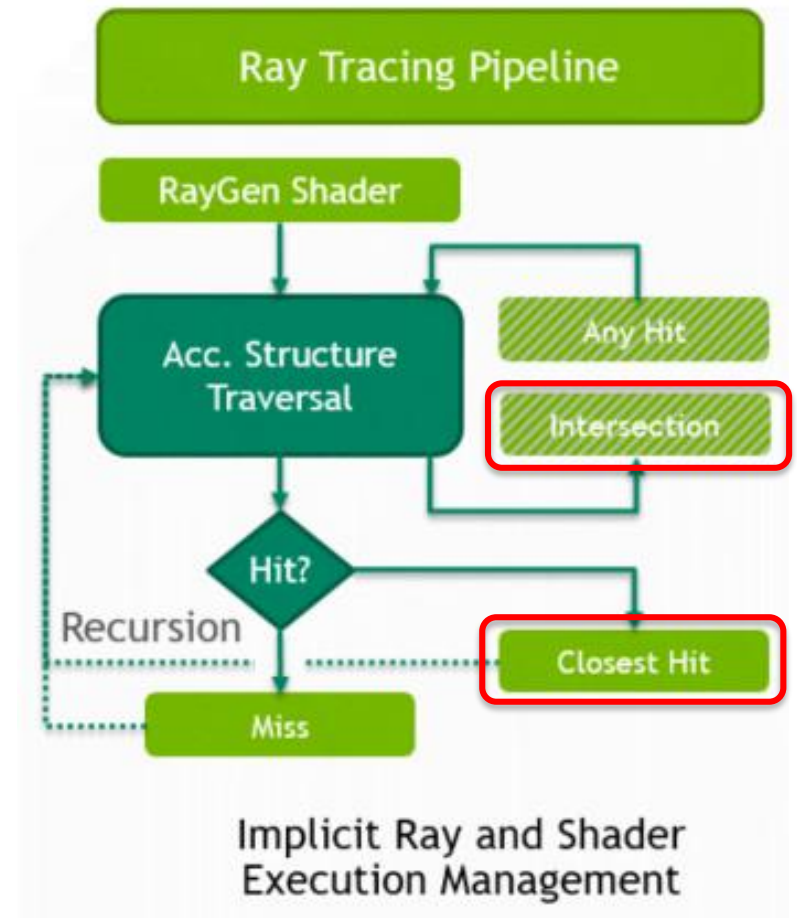 Ray Tracing Pipeline
RayGen Shader
Any Hit
Acc. Structure
Traversal
Intersection
Hit?
Recursion
Closest Hit
Miss
Implicit Ray and Shader
Execution Management